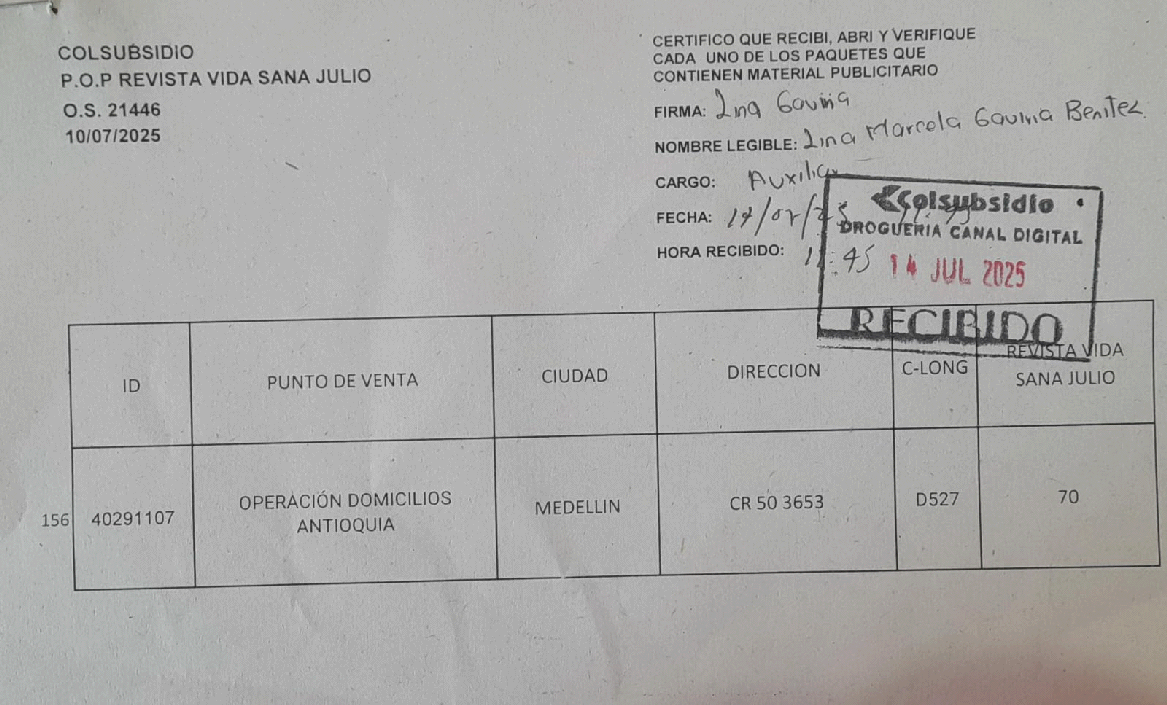 COLSUBSIDIO
P.O.P REVISTA VIDA SANA JULIO
O.S. 21446
10/07/2025
CERTIFICO QUE RECIBI, ABRI Y VERIFIQUE
CADA UNO DE LOS PAQUETES QUE
CONTIENEN MATERIAL PUBLICITARIO
FIRMA: Lina Gaviria
NOMBRE LEGIBLE: Lina Marcela Gaviria Benitez
CARGO: Auxiliar
FECHA: 14/07/25
HORA RECIBIDO: 11:45
Colsubsidio
DROGUERIA CANAL DIGITAL
14 JUL 2025
RECIBIDO
ID
PUNTO DE VENTA
CIUDAD
DIRECCION
C-LONG
REVISTA VIDA
SANA JULIO
156
40291107
OPERACIÓN DOMICILIOS
ANTIOQUIA
MEDELLIN
CR 50 3653
D527
70